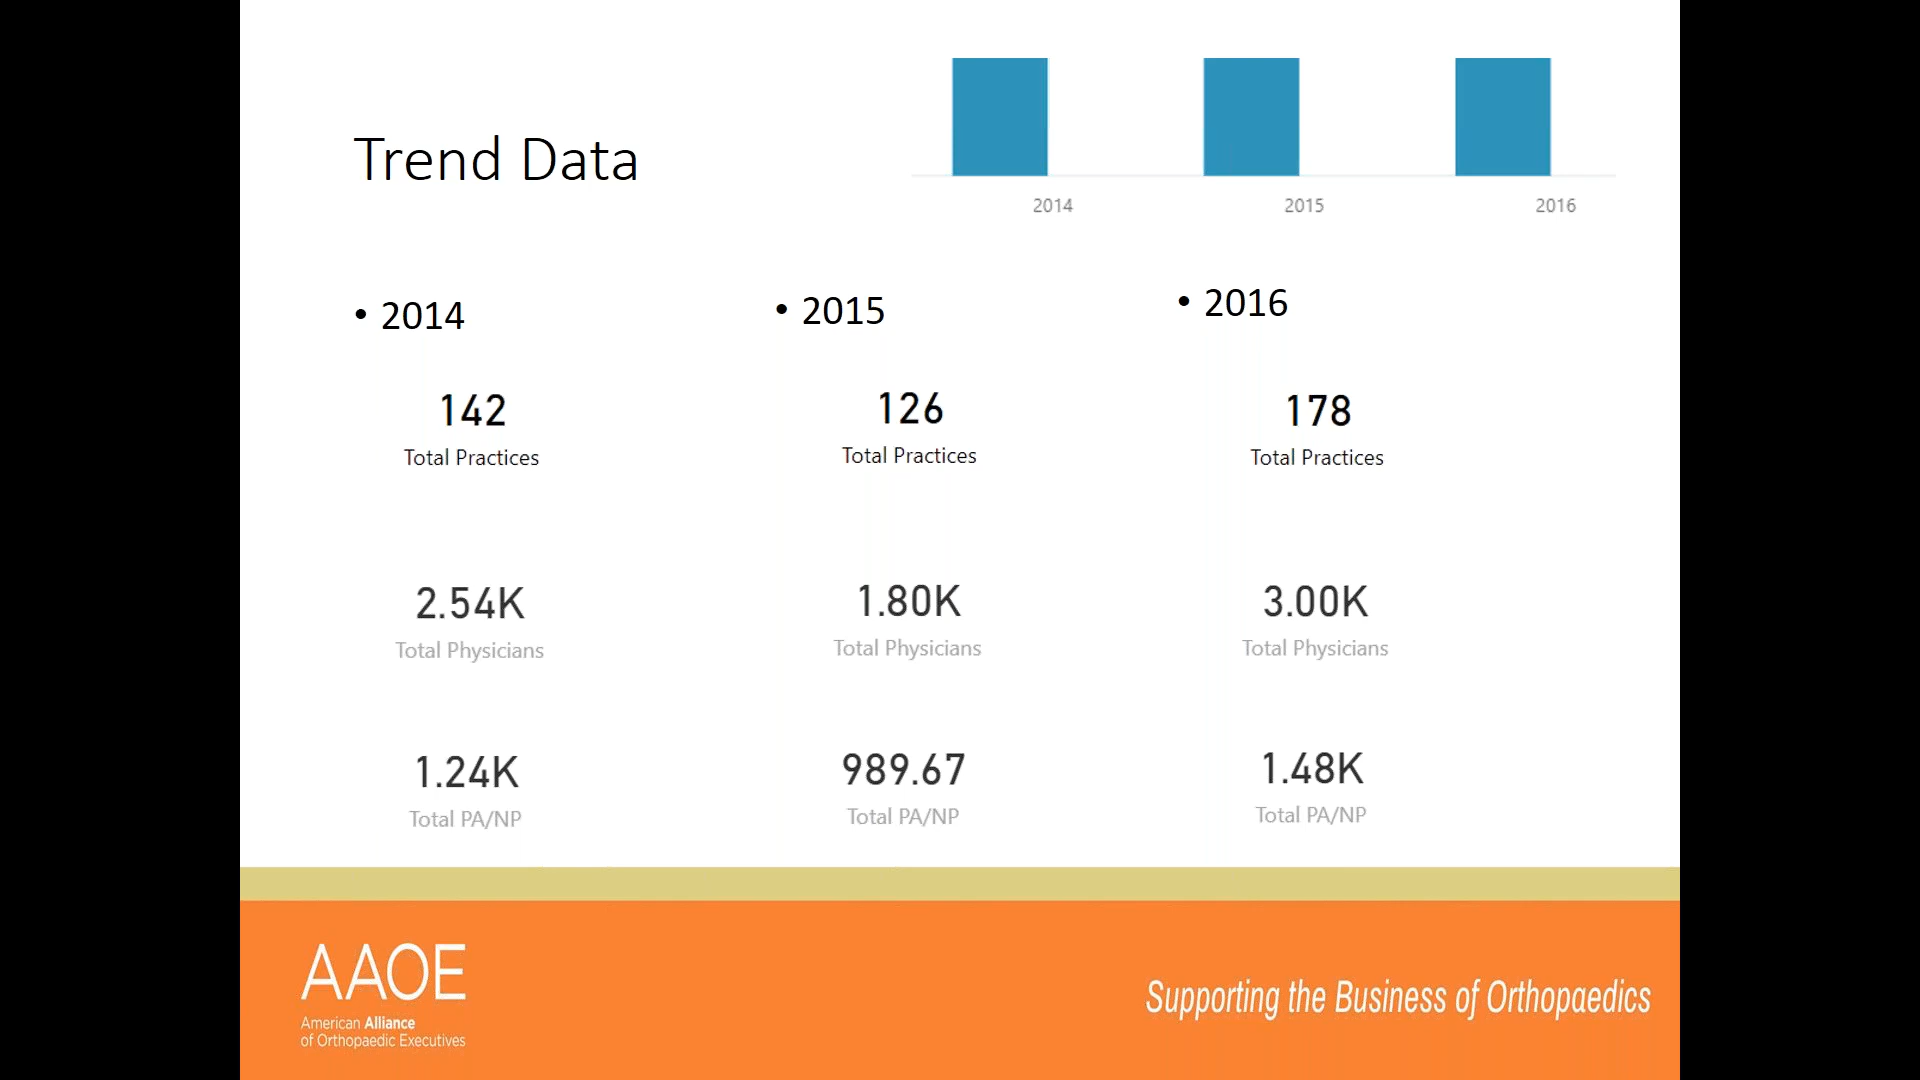 Trend Data
2014 2015 2016
• 2014
142
Total Practices
2.54K
Total Physicians
1.24K
Total PA/NP
• 2015
126
Total Practices
1.80K
Total Physicians
989.67
Total PA/NP
• 2016
178
Total Practices
3.00K
Total Physicians
1.48K
Total PA/NP
AAOE
American Alliance
of Orthopaedic Executives
Supporting the Business of Orthopaedics